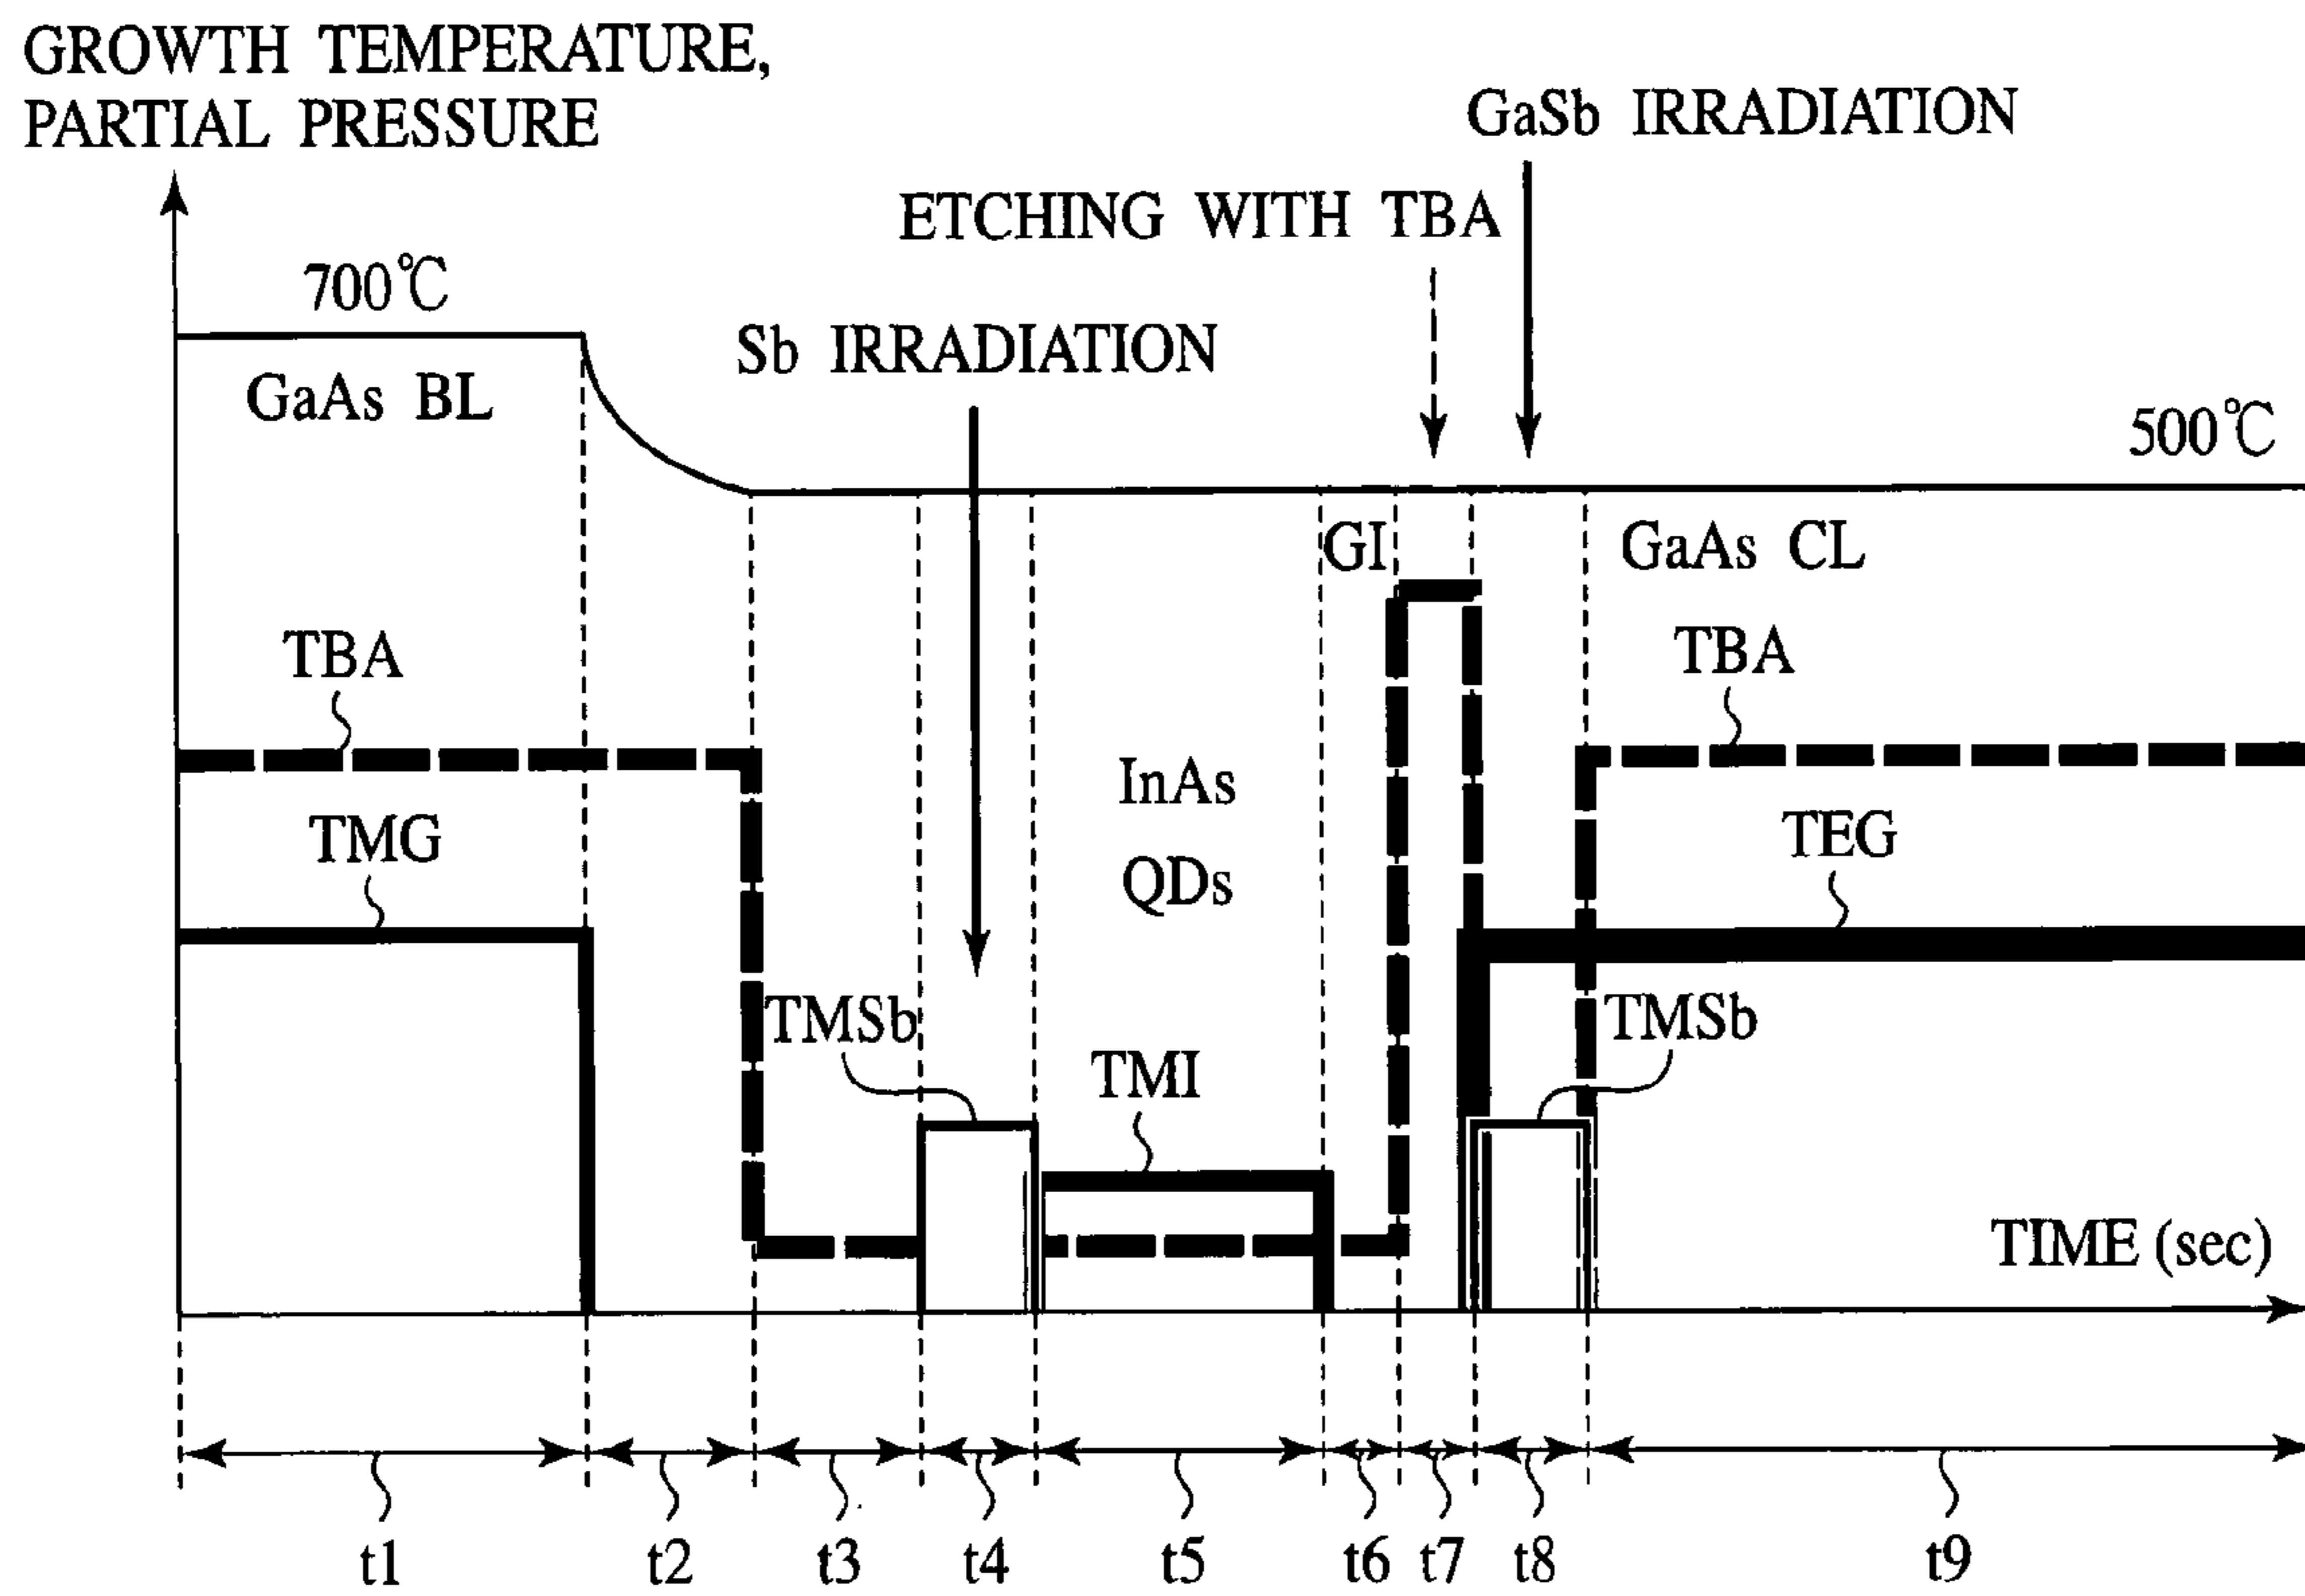 GROWTH TEMPERATURE,
PARTIAL PRESSURE
GaSb IRRADIATION
ETCHING WITH TBA
700℃
Sb IRRADIATION
GaAs BL
500℃
GI
GaAs CL
TBA
TBA
InAs
QDs
TMG
TEG
TMSb
TMSb
TMI
TIME (sec)
t1 t2 t3 t4 t5 t6 t7 t8 t9